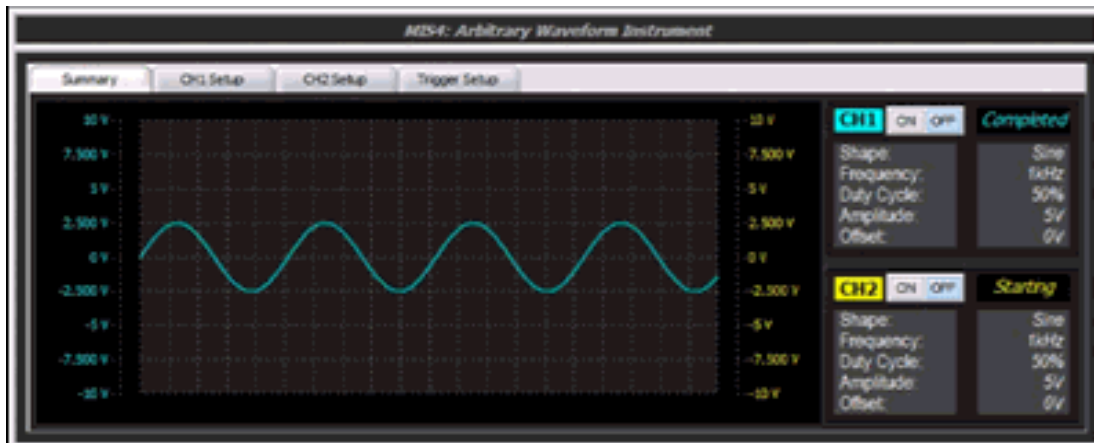 MIS4: Arbitrary Waveform Instrument
Summary CH1 Setup CH2 Setup Trigger Setup
10 V 10 V
7.500 V 7.500 V
5 V 5 V
2.500 V 2.500 V
0 V 0 V
-2.500 V -2.500 V
-5 V -5 V
-7.500 V -7.500 V
-10 V -10 V
CH1 ON OFF Completed
Shape: Sine
Frequency: 1kHz
Duty Cycle: 50%
Amplitude: 5V
Offset: 0V
CH2 ON OFF Starting
Shape: Sine
Frequency: 1kHz
Duty Cycle: 50%
Amplitude: 5V
Offset: 0V